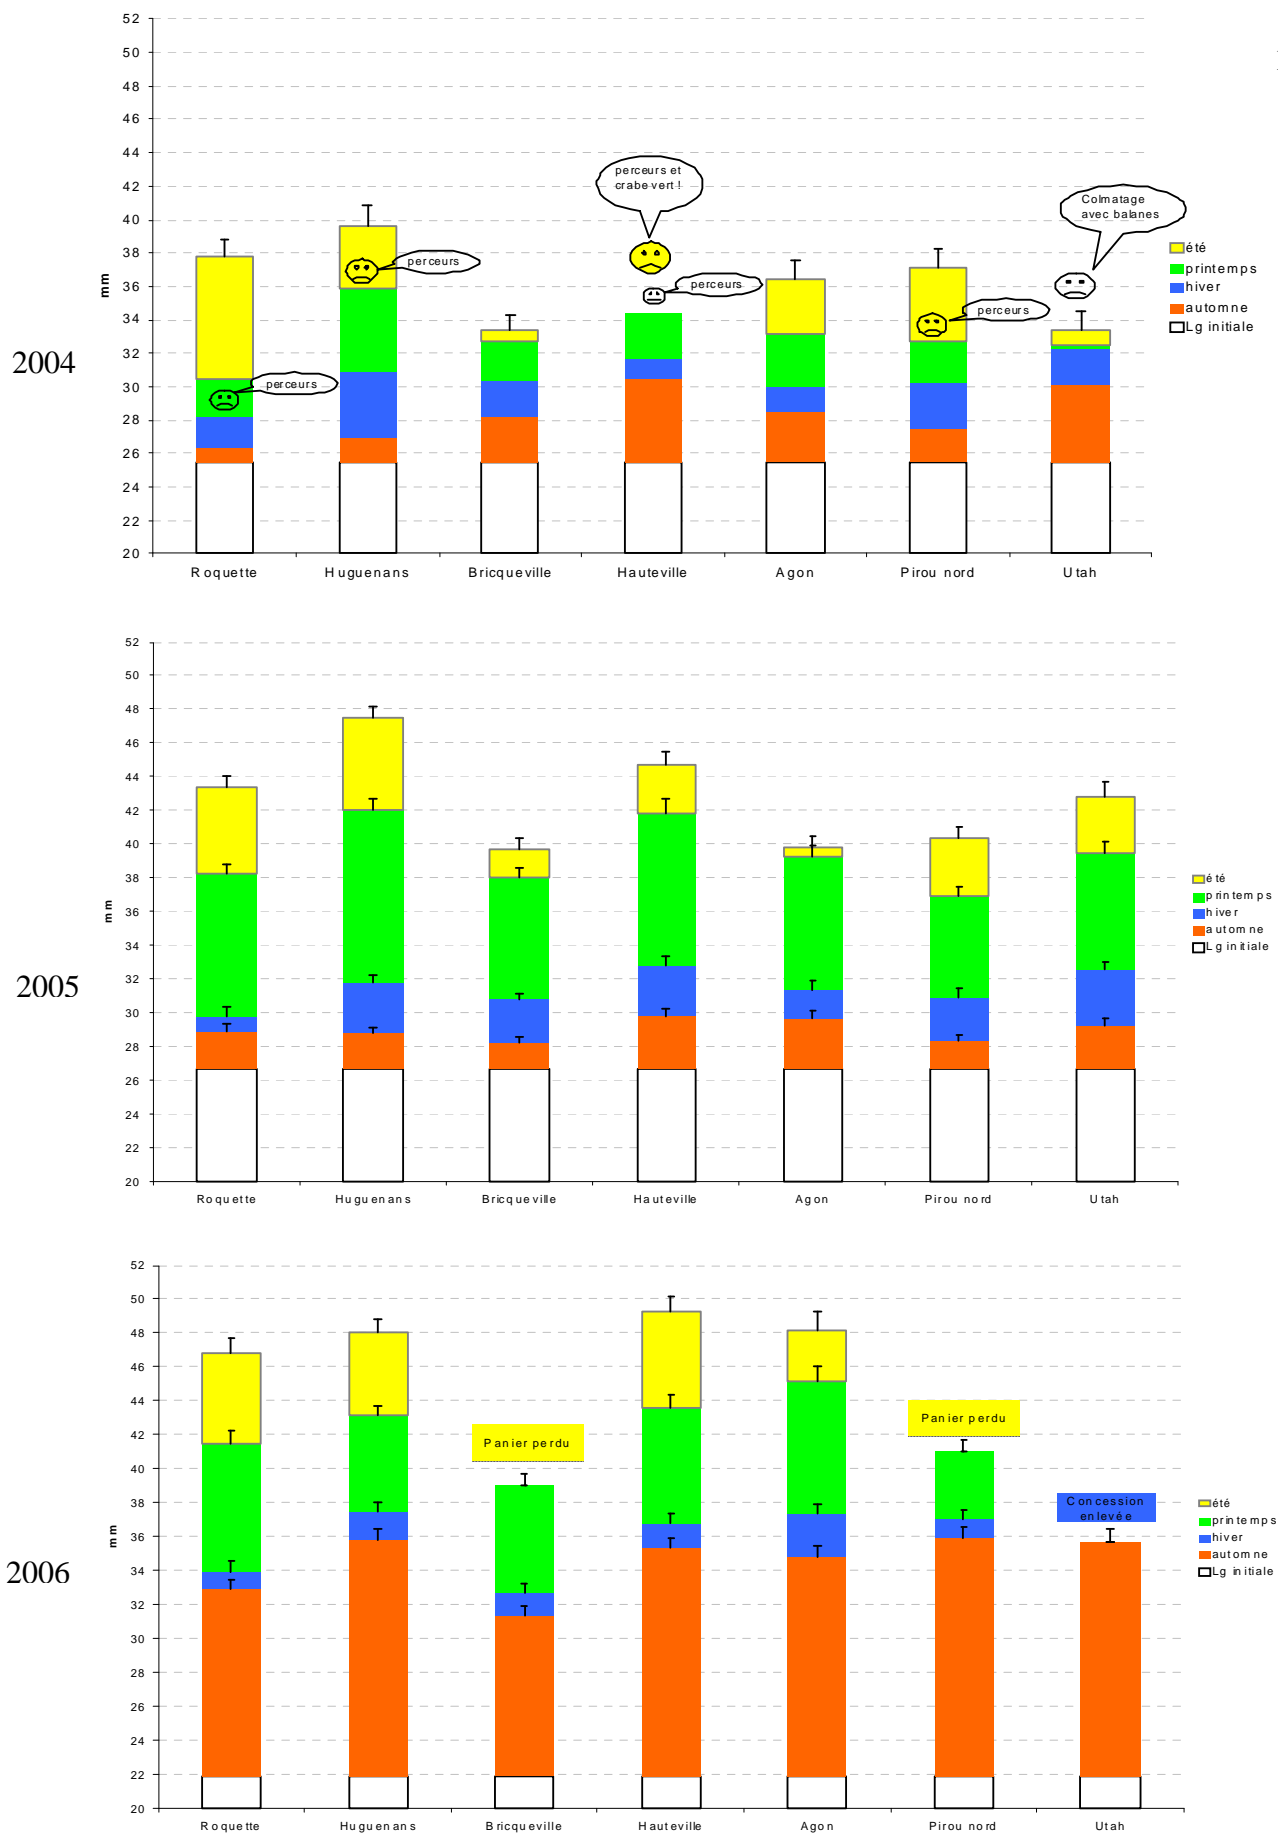 52
50
48
46
44
42
40
38
36
34
32
30
28
26
24
22
20
mm
2004
perceurs
perceurs
perceurs et
crabe vert !
perceurs
perceurs
Colmatage
avec balanes
été
printemps
hiver
automne
Lg initiale
Roquette
Huguenans
Bricqueville
Hauteville
Agon
Pirou nord
Utah
52
50
48
46
44
42
40
38
36
34
32
30
28
26
24
22
20
mm
2005
été
printemps
hiver
automne
Lg initiale
Roquette
Huguenans
Bricqueville
Hauteville
Agon
Pirou nord
Utah
52
50
48
46
44
42
40
38
36
34
32
30
28
26
24
22
20
mm
2006
Panier perdu
Panier perdu
Concession
enlevée
été
printemps
hiver
automne
Lg initiale
Roquette
Huguenans
Bricqueville
Hauteville
Agon
Pirou nord
Utah